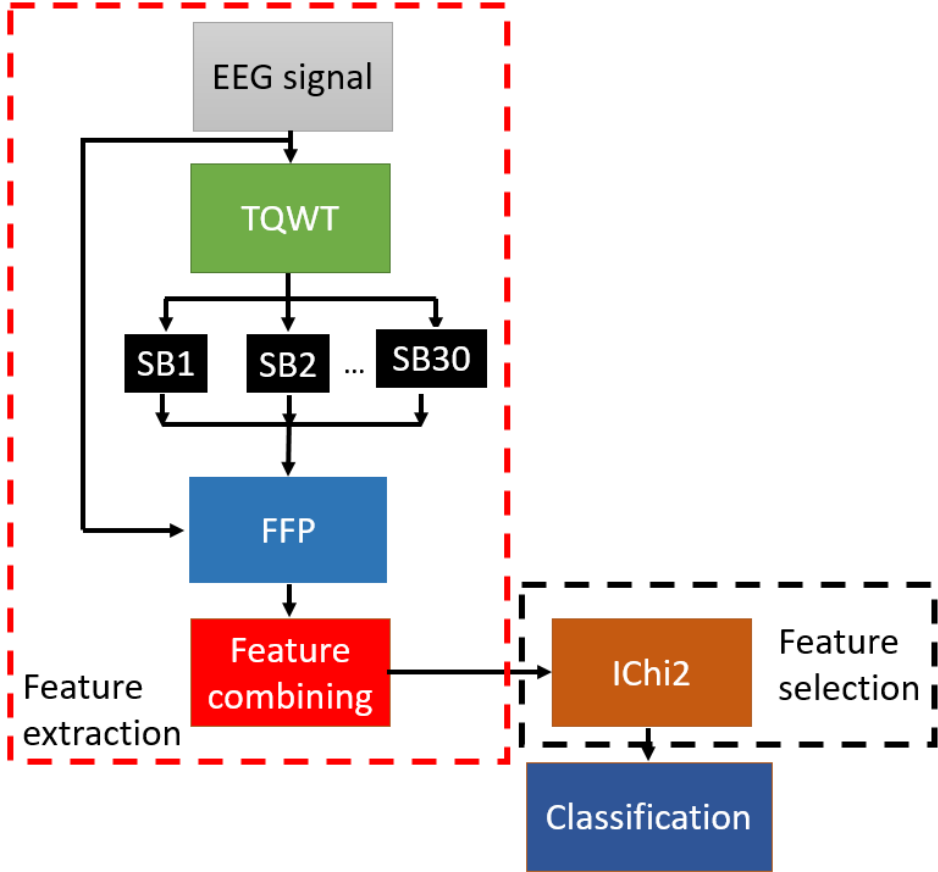 EEG signal
TQWT
SB1
SB2
...
SB30
FFP
Feature
combining
Feature
extraction
IChi2
Feature
selection
Classification